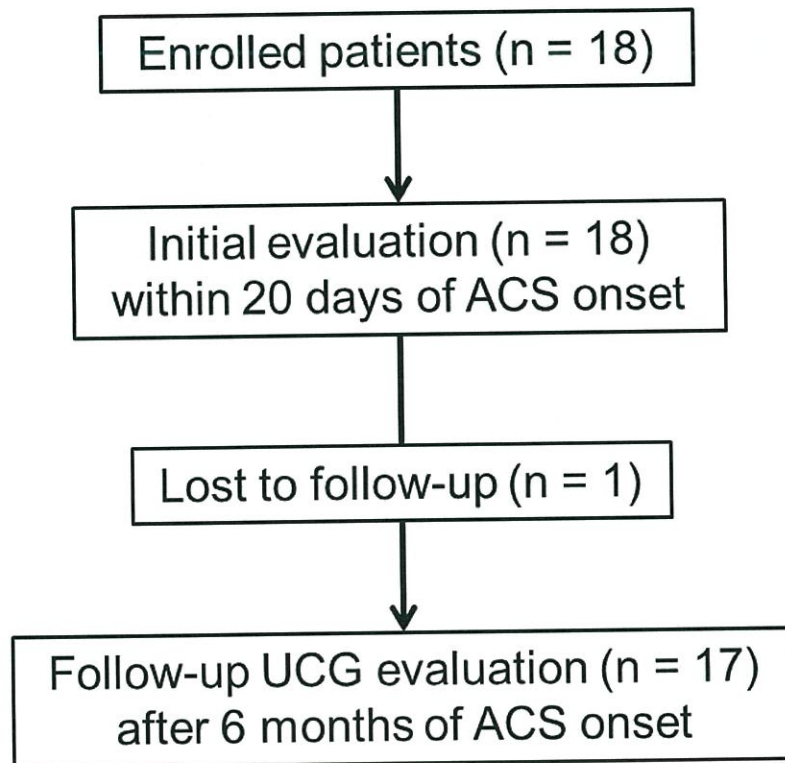 Enrolled patients (n = 18)
Initial evaluation (n = 18)
within 20 days of ACS onset
Lost to follow-up (n = 1)
Follow-up UCG evaluation (n = 17)
after 6 months of ACS onset